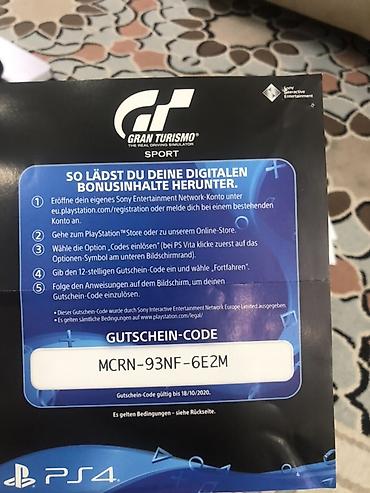 GT
GRAN TURISMO®
THE REAL DRIVING SIMULATOR
SPORT
Sony
Interactive
Entertainment
SO LÄDST DU DEINE DIGITALEN
BONUSINHALTE HERUNTER.
1 Eröffne dein eigenes Sony Entertainment Network-Konto unter
eu.playstation.com/registration oder melde dich bei einem bestehenden
Konto an.
2 Gehe zum PlayStation™Store oder zu unserem Online-Store.
3 Wähle die Option „Codes einlösen" (bei PS Vita klicke zuerst auf das
Optionen-Symbol am unteren Bildschirmrand).
4 Gib den 12-stelligen Gutschein-Code ein und wähle „Fortfahren".
5 Folge den Anweisungen auf dem Bildschirm, um deinen
Gutschein-Code einzulösen.
• Dieser Gutschein-Code wurde durch Sony Interactive Entertainment Network Europe Limited ausgegeben.
• Es gelten sämtliche Bedingungen auf www.playstation.com/legal/
GUTSCHEIN-CODE
MCRN-93NF-6E2M
Gutschein-Code gültig bis 18/10/2020.
Es gelten Bedingungen – siehe Rückseite.
PS4